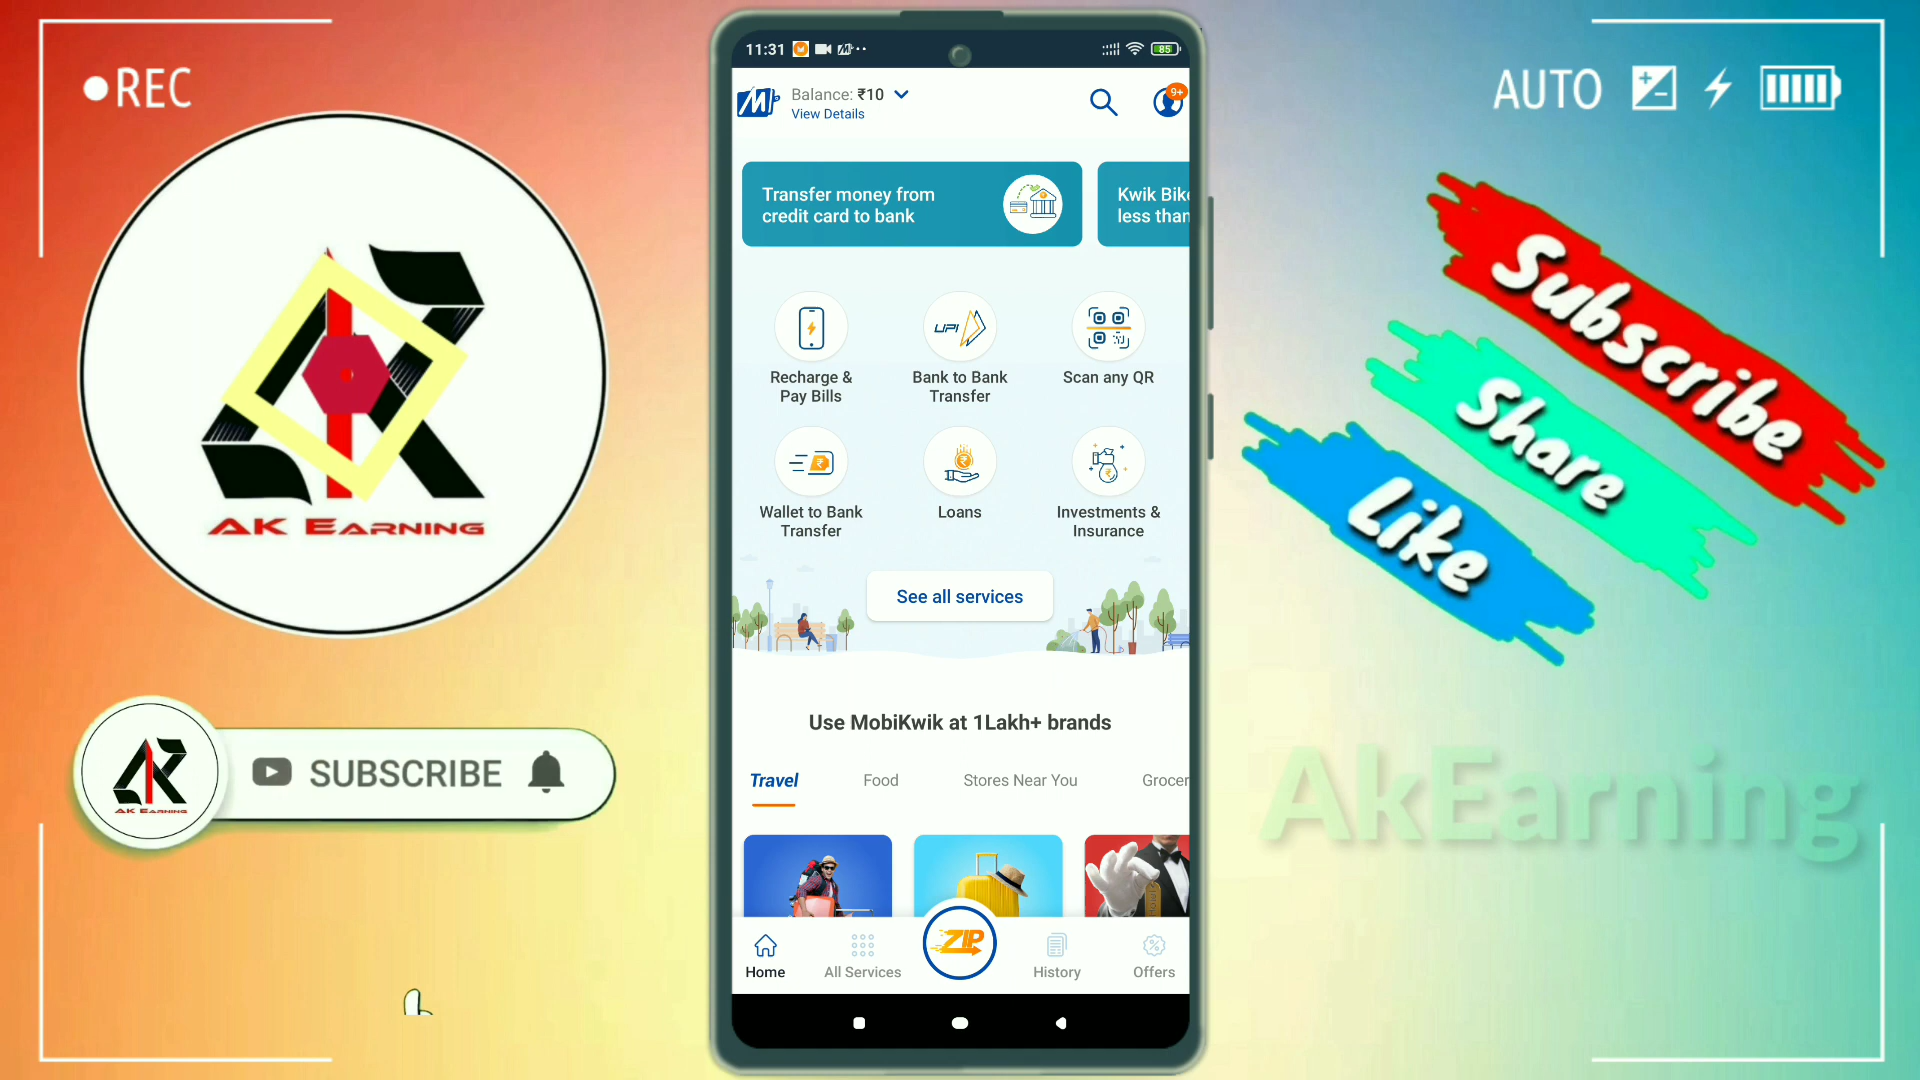 REC
AUTO
AK EARNING
AK EARNING
SUBSCRIBE
11:31
85
Balance: ₹10
View Details
9+
Transfer money from
credit card to bank
Kwik Bike
less than
Recharge &
Pay Bills
UPI
Bank to Bank
Transfer
Scan any QR
Wallet to Bank
Transfer
Loans
Investments &
Insurance
See all services
Use MobiKwik at 1Lakh+ brands
Travel
Food
Stores Near You
Grocer
Home
All Services
ZIP
History
Offers
Subscribe
Share
Like
AkEarning